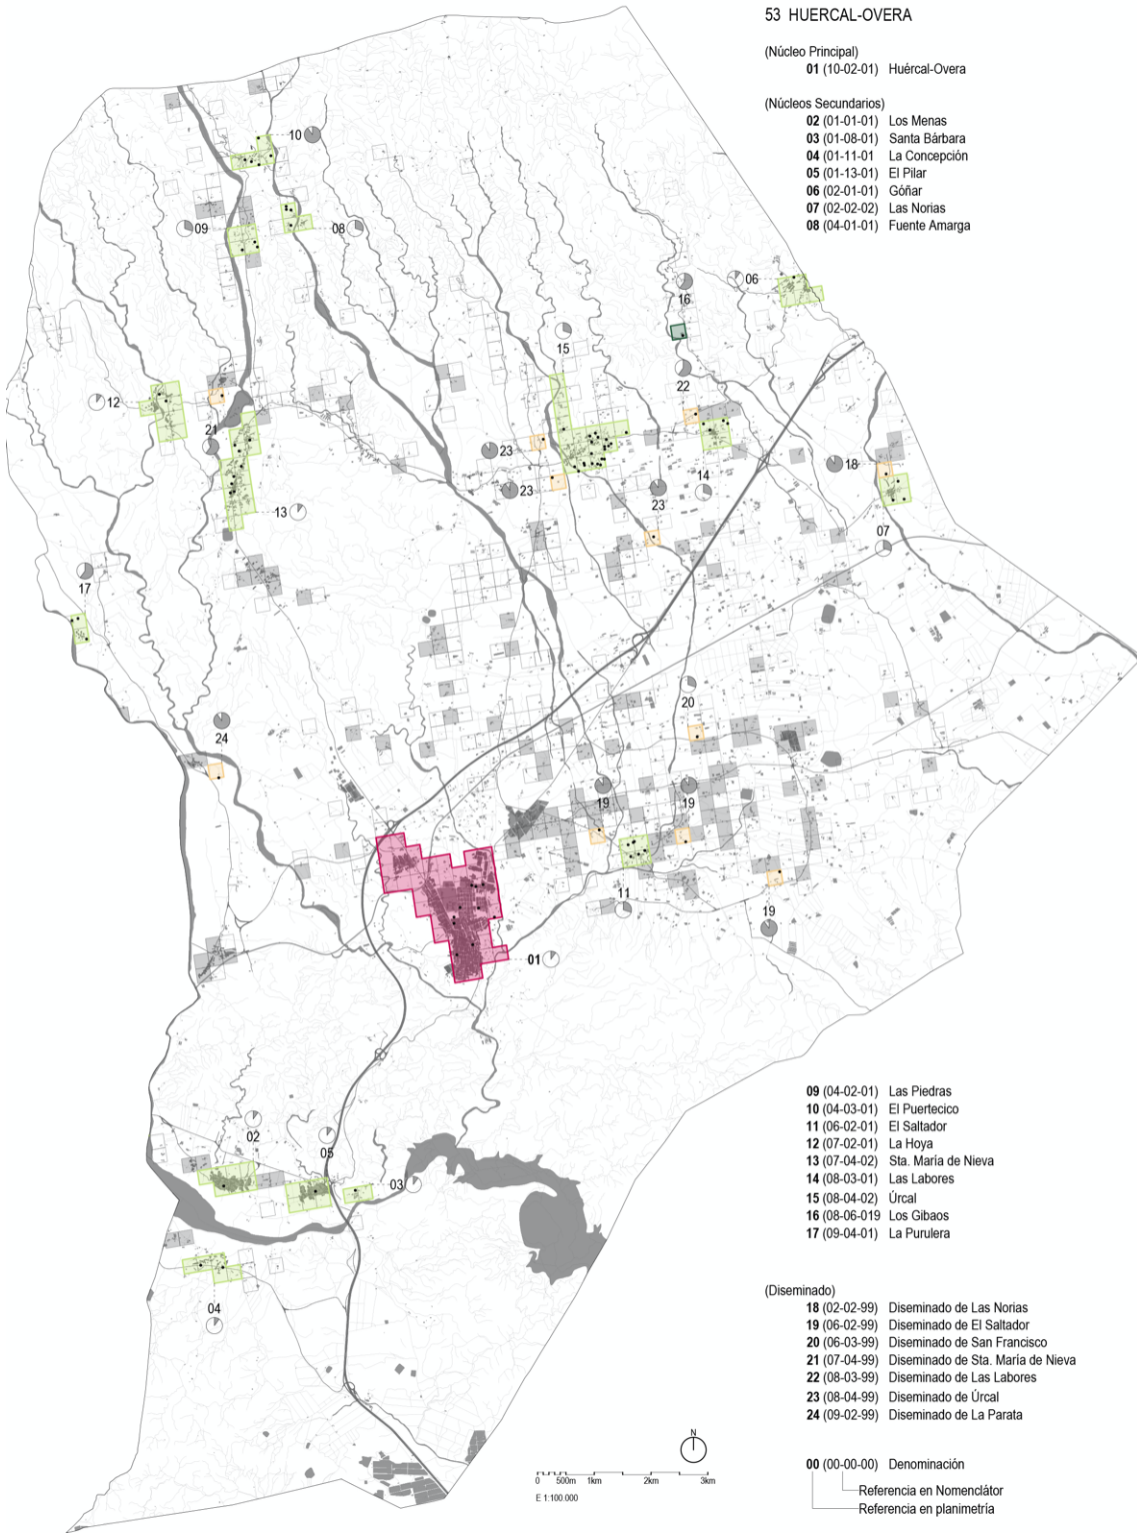 53 HUERCAL-OVERA
(Núcleo Principal)
01 (10-02-01) Huércal-Overa
(Núcleos Secundarios)
02 (01-01-01) Los Menas
03 (01-08-01) Santa Bárbara
04 (01-11-01 La Concepción
05 (01-13-01) El Pilar
06 (02-01-01) Góñar
07 (02-02-02) Las Norias
08 (04-01-01) Fuente Amarga
10
09
08
06
16
15
22
12
21
23
18
23
23
14
13
07
17
20
24
19
19
11
19
01
02
05
03
04
09 (04-02-01) Las Piedras
10 (04-03-01) El Puertecico
11 (06-02-01) El Saltador
12 (07-02-01) La Hoya
13 (07-04-02) Sta. María de Nieva
14 (08-03-01) Las Labores
15 (08-04-02) Úrcal
16 (08-06-019 Los Gibaos
17 (09-04-01) La Purulera
(Diseminado)
18 (02-02-99) Diseminado de Las Norias
19 (06-02-99) Diseminado de El Saltador
20 (06-03-99) Diseminado de San Francisco
21 (07-04-99) Diseminado de Sta. María de Nieva
22 (08-03-99) Diseminado de Las Labores
23 (08-04-99) Diseminado de Úrcal
24 (09-02-99) Diseminado de La Parata
N
0 500m 1km 2km 3km
E 1:100.000
00 (00-00-00) Denominación
Referencia en Nomenclátor
Referencia en planimetría